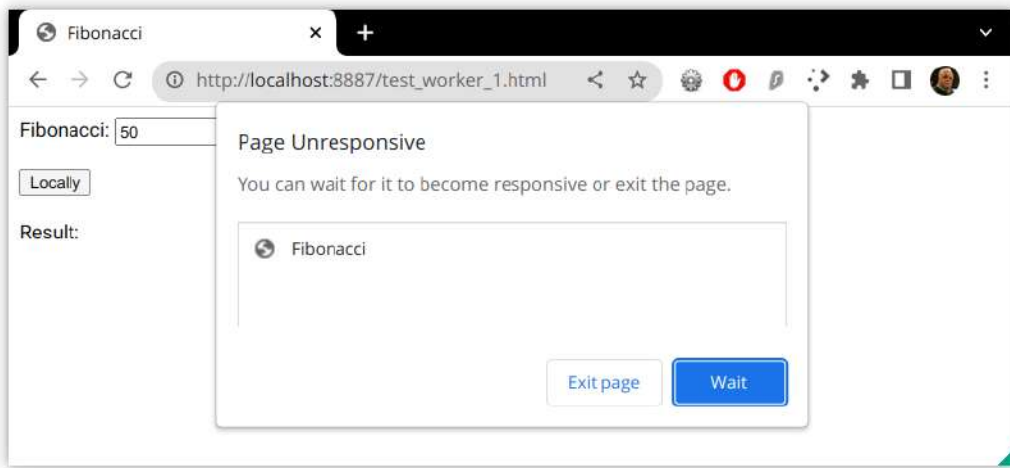 Fibonacci
http://localhost:8887/test_worker_1.html
Fibonacci: 50
Locally
Result:
Page Unresponsive
You can wait for it to become responsive or exit the page.
Fibonacci
Exit page Wait